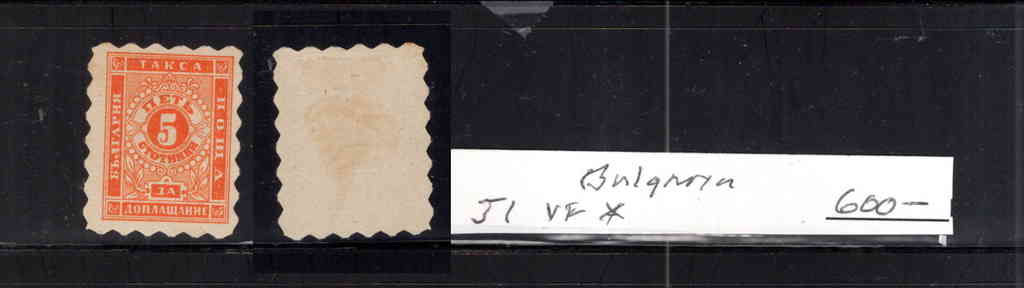 ТАКСА
БЪЛГАРИЯ
ПОЩА
ПЕТЬ
5
СТОТИНКИ
ЗА
ДОПЛАЩАНИЕ
Bulgaria
J1 VF *
600-